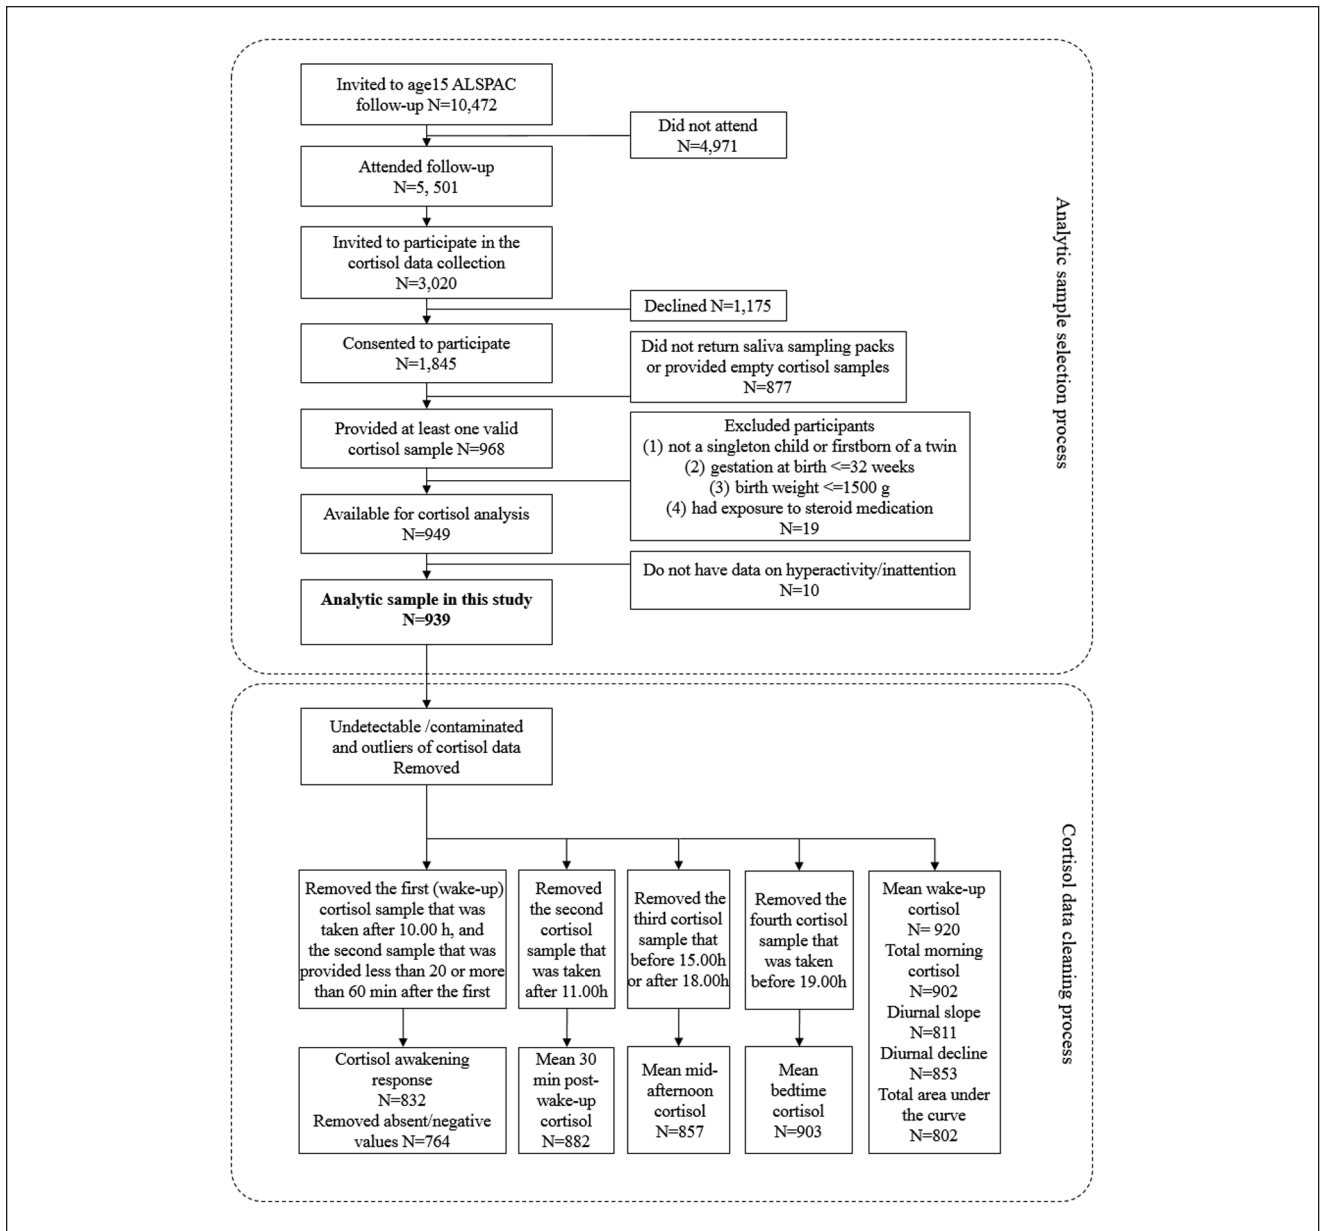 Invited to age15 ALSPAC
follow-up N=10,472
Did not attend
N=4,971
Attended follow-up
N=5, 501
Invited to participate in the
cortisol data collection
N=3,020
Declined N=1,175
Consented to participate
N=1,845
Did not return saliva sampling packs
or provided empty cortisol samples
N=877
Provided at least one valid
cortisol sample N=968
Excluded participants
(1) not a singleton child or firstborn of a twin
(2) gestation at birth <=32 weeks
(3) birth weight <=1500 g
(4) had exposure to steroid medication
N=19
Available for cortisol analysis
N=949
Do not have data on hyperactivity/inattention
N=10
Analytic sample in this study
N=939
Analytic sample selection process
Undetectable /contaminated
and outliers of cortisol data
Removed
Removed the first (wake-up)
cortisol sample that was
taken after 10.00 h, and
the second sample that was
provided less than 20 or more
than 60 min after the first
Removed
the second
cortisol
sample that
was taken
after 11.00h
Removed the
third cortisol
sample that
before 15.00h
or after 18.00h
Removed the
fourth cortisol
sample that
was taken
before 19.00h
Mean wake-up
cortisol
N= 920
Total morning
cortisol
N=902
Diurnal slope
N=811
Diurnal decline
N=853
Total area under
the curve
N=802
Cortisol awakening
response
N=832
Removed absent/negative
values N=764
Mean 30
min post-
wake-up
cortisol
N=882
Mean mid-
afternoon
cortisol
N=857
Mean
bedtime
cortisol
N=903
Cortisol data cleaning process